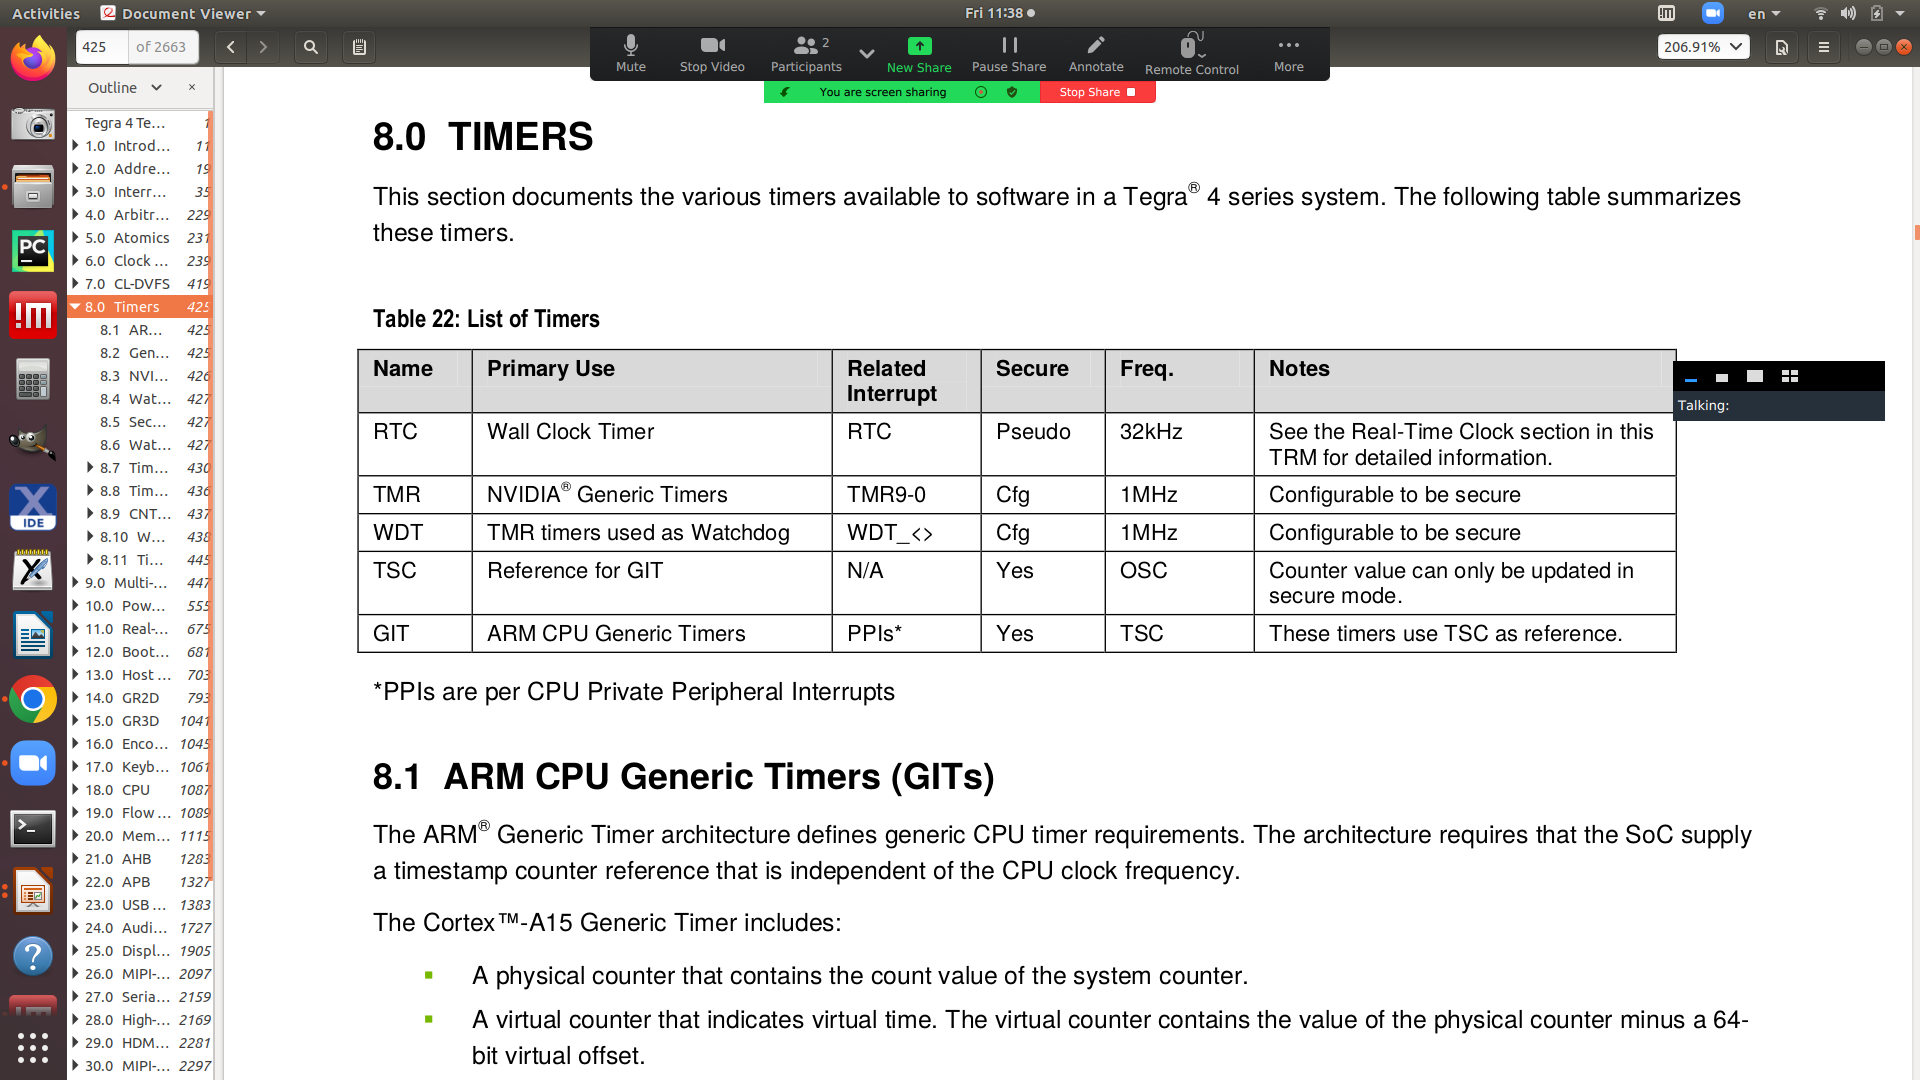 Activities Document Viewer Fri 11:38 en
425 of 2663 206.91%
Mute Stop Video Participants 2 New Share Pause Share Annotate Remote Control More
You are screen sharing Stop Share
Outline
Tegra 4 Te... 1
1.0 Introd... 11
2.0 Addre... 19
3.0 Interr... 35
4.0 Arbitr... 229
5.0 Atomics 231
6.0 Clock ... 239
7.0 CL-DVFS 419
8.0 Timers 425
8.1 AR... 425
8.2 Gen... 425
8.3 NVI... 426
8.4 Wat... 427
8.5 Sec... 427
8.6 Wat... 427
8.7 Tim... 430
8.8 Tim... 436
8.9 CNT... 437
8.10 W... 438
8.11 Ti... 445
9.0 Multi-... 447
10.0 Pow... 555
11.0 Real-... 675
12.0 Boot... 681
13.0 Host ... 703
14.0 GR2D 793
15.0 GR3D 1041
16.0 Enco... 1045
17.0 Keyb... 1061
18.0 CPU 1087
19.0 Flow ... 1089
20.0 Mem... 1115
21.0 AHB 1283
22.0 APB 1327
23.0 USB ... 1383
24.0 Audi... 1727
25.0 Displ... 1905
26.0 MIPI-... 2097
27.0 Seria... 2159
28.0 High-... 2169
29.0 HDM... 2281
30.0 MIPI-... 2297
PC
IDE
8.0 TIMERS
This section documents the various timers available to software in a Tegra® 4 series system. The following table summarizes
these timers.
Table 22: List of Timers
Name Primary Use Related Interrupt Secure Freq. Notes
RTC Wall Clock Timer RTC Pseudo 32kHz See the Real-Time Clock section in this
TRM for detailed information.
TMR NVIDIA® Generic Timers TMR9-0 Cfg 1MHz Configurable to be secure
WDT TMR timers used as Watchdog WDT_<> Cfg 1MHz Configurable to be secure
TSC Reference for GIT N/A Yes OSC Counter value can only be updated in
secure mode.
GIT ARM CPU Generic Timers PPIs* Yes TSC These timers use TSC as reference.
Talking:
*PPIs are per CPU Private Peripheral Interrupts
8.1 ARM CPU Generic Timers (GITs)
The ARM® Generic Timer architecture defines generic CPU timer requirements. The architecture requires that the SoC supply
a timestamp counter reference that is independent of the CPU clock frequency.
The Cortex™-A15 Generic Timer includes:
▪ A physical counter that contains the count value of the system counter.
▪ A virtual counter that indicates virtual time. The virtual counter contains the value of the physical counter minus a 64-
bit virtual offset.